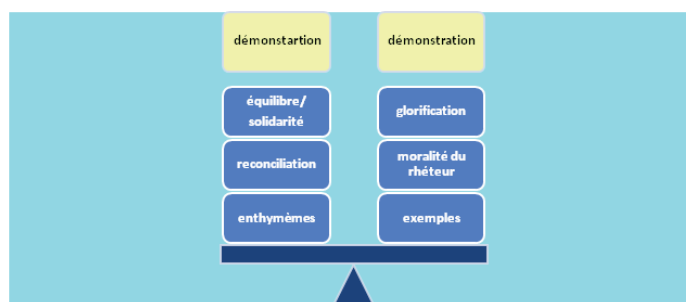 démonstartion
démonstration
équilibre/
solidarité
glorification
reconciliation
moralité du
rhéteur
enthymèmes
exemples